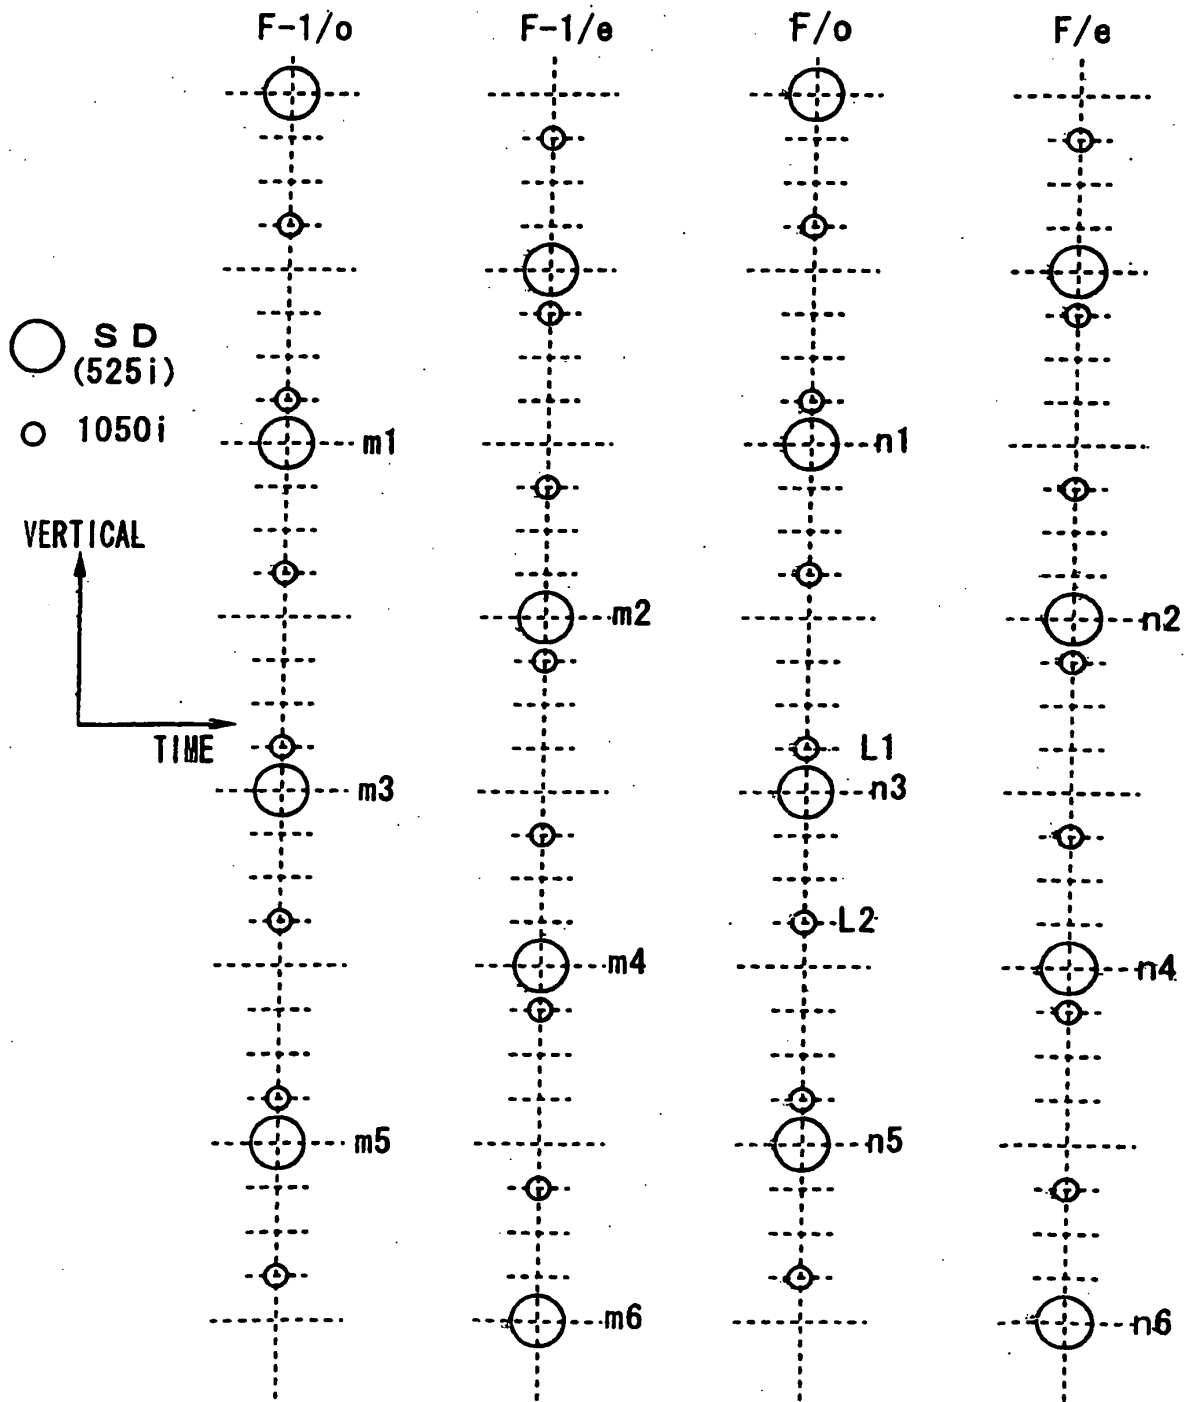 F-1/o F-1/e F/o F/e
SD
(525i)
1050i
m1 n1
VERTICAL
m2 n2
TIME
L1
m3 n3
L2
m4 n4
m5 n5
m6 n6